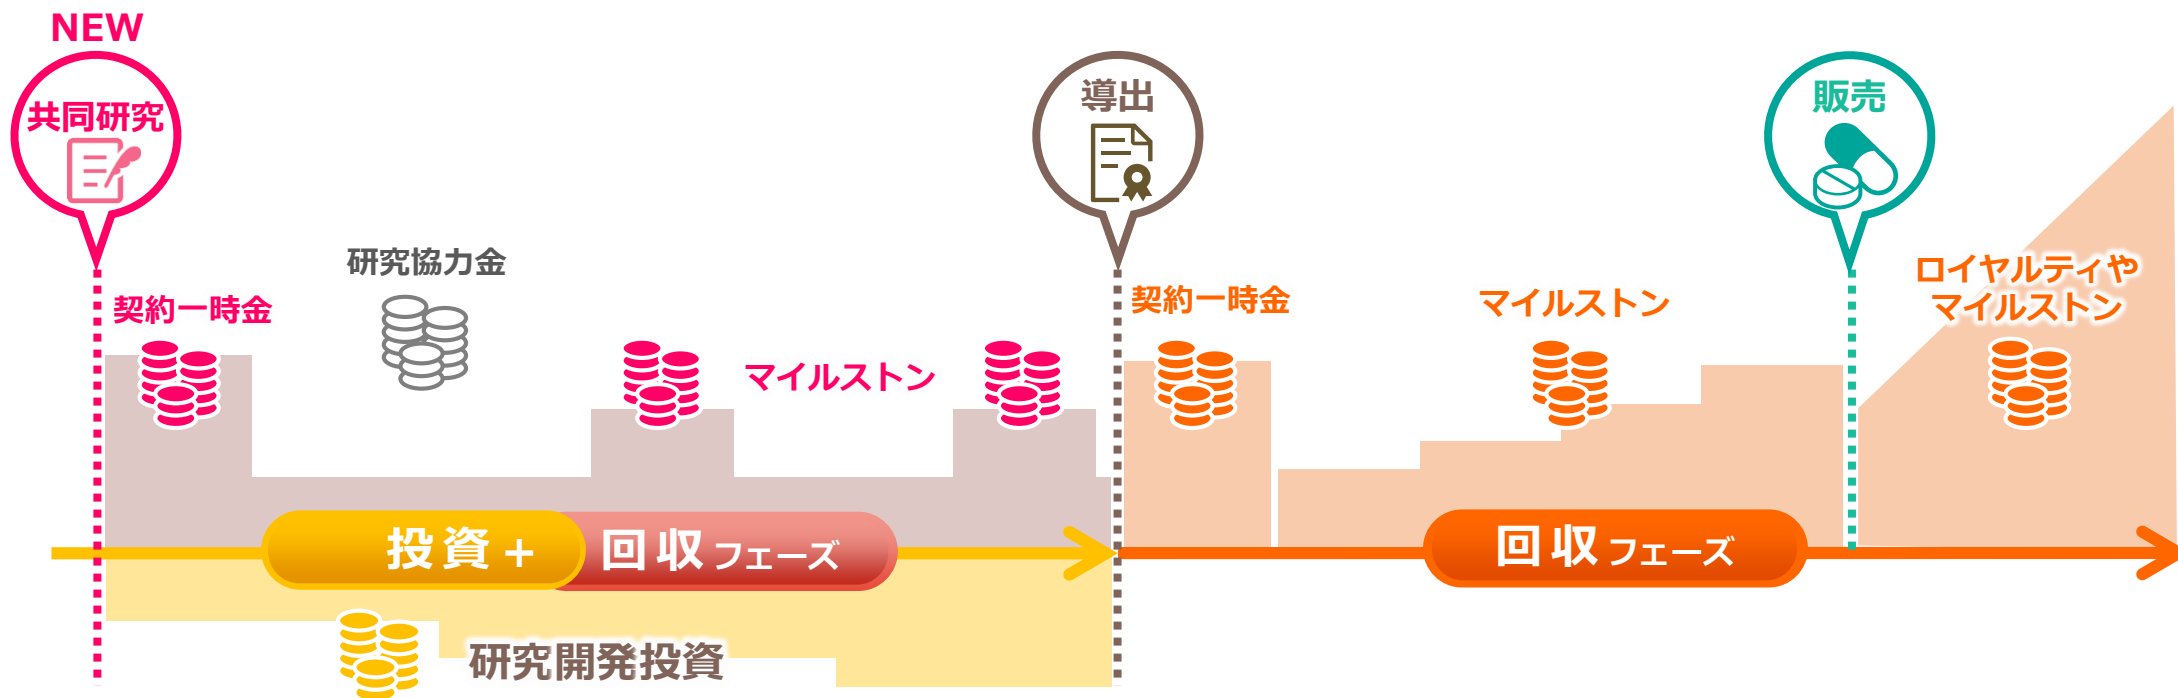 NEW
共同研究
導出
販売
研究協力金
契約一時金
マイルストン
契約一時金
マイルストン
ロイヤルティや
マイルストン
投資+
回収フェーズ
回収フェーズ
研究開発投資